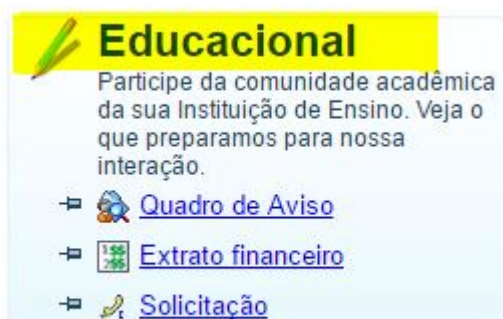 Educacional
Participe da comunidade acadêmica
da sua Instituição de Ensino. Veja o
que preparamos para nossa
interação.
Quadro de Aviso
Extrato financeiro
Solicitação